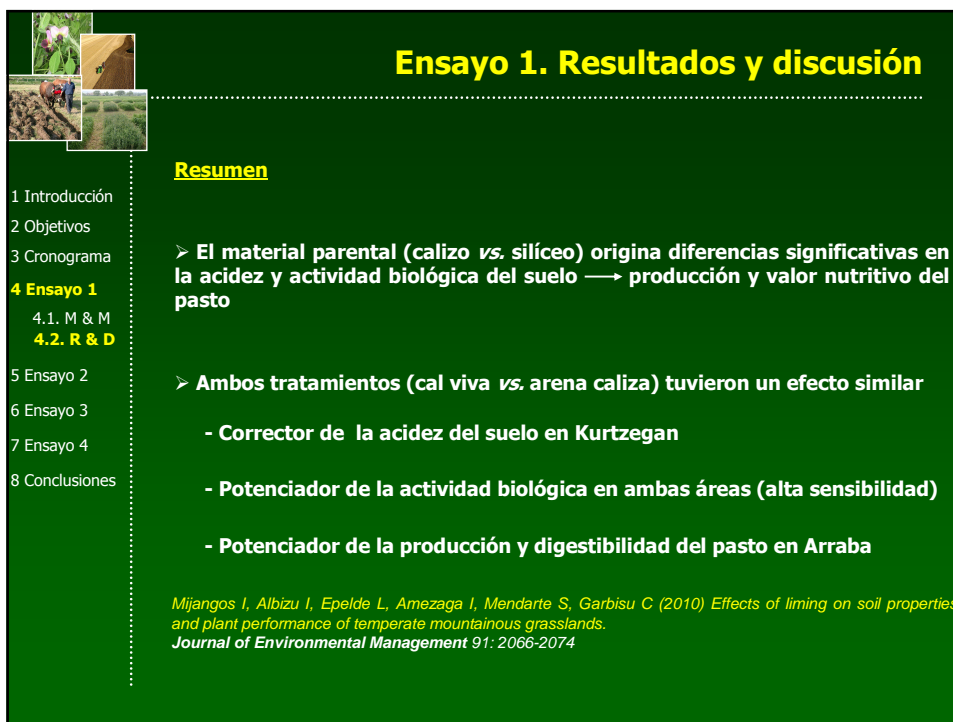 Ensayo 1. Resultados y discusión
1 Introducción
2 Objetivos
3 Cronograma
4 Ensayo 1
4.1. M & M
4.2. R & D
5 Ensayo 2
6 Ensayo 3
7 Ensayo 4
8 Conclusiones
Resumen
➢ El material parental (calizo vs. silíceo) origina diferencias significativas en
la acidez y actividad biológica del suelo → producción y valor nutritivo del
pasto
➢ Ambos tratamientos (cal viva vs. arena caliza) tuvieron un efecto similar
- Corrector de la acidez del suelo en Kurtzegan
- Potenciador de la actividad biológica en ambas áreas (alta sensibilidad)
- Potenciador de la producción y digestibilidad del pasto en Arraba
Mijangos I, Albizu I, Epelde L, Amezaga I, Mendarte S, Garbisu C (2010) Effects of liming on soil properties
and plant performance of temperate mountainous grasslands.
Journal of Environmental Management 91: 2066-2074